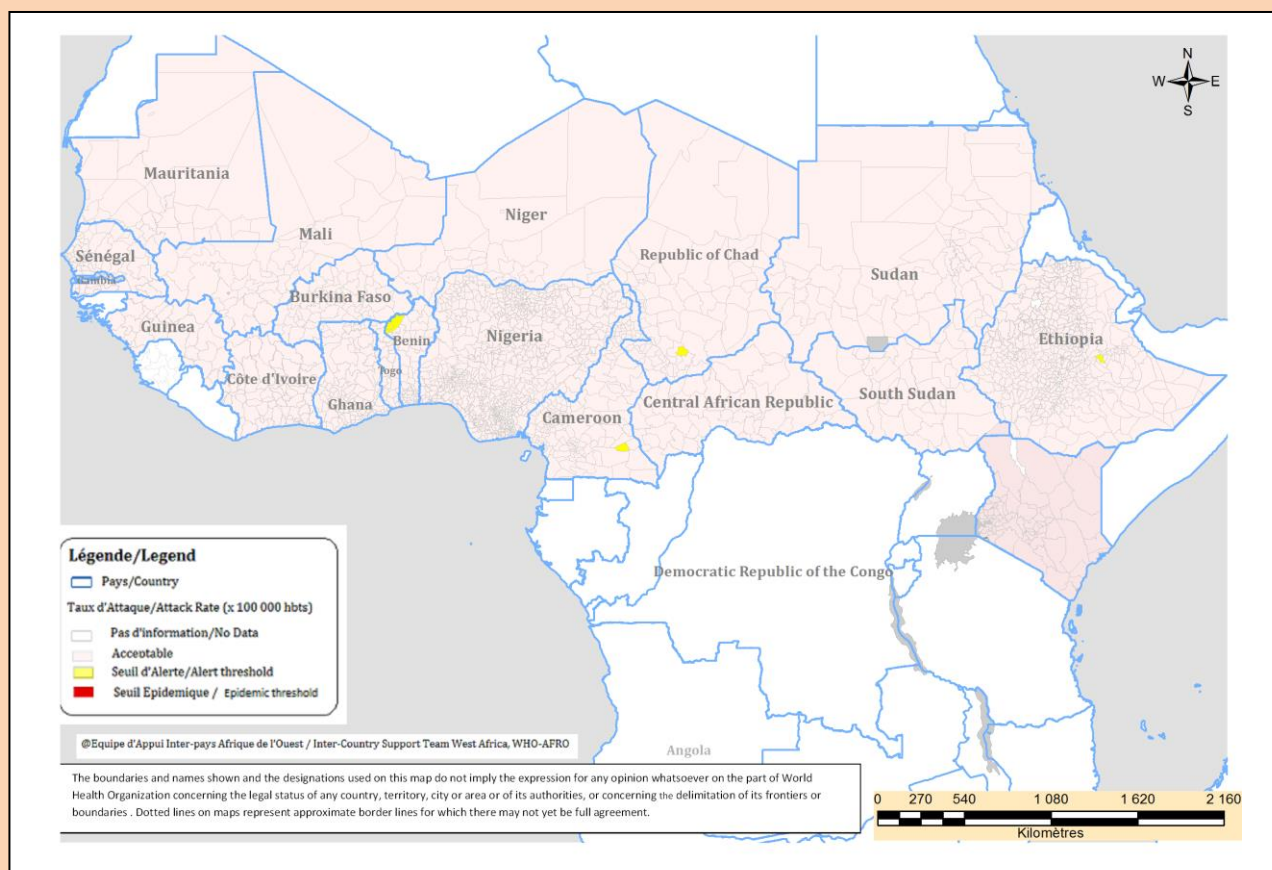 N
W E
S
Mauritania
Niger
Mali
Republic of Chad
Sénégal
Sudan
Gambia
Burkina Faso
Guinea
Nigeria
Ethiopia
Benin
Togo
Côte d'Ivoire
Ghana
Central African Republic
South Sudan
Cameroon
Democratic Republic of the Congo
Angola
Légende/Legend
Pays/Country
Taux d'Attaque/Attack Rate (x 100 000 hbts)
Pas d'information/No Data
Acceptable
Seuil d'Alerte/Alert threshold
Seuil Epidemique / Epidemic threshold
@Equipe d'Appui Inter-pays Afrique de l'Ouest / Inter-Country Support Team West Africa, WHO-AFRO
The boundaries and names shown and the designations used on this map do not imply the expression for any opinion whatsoever on the part of World
Health Organization concerning the legal status of any country, territory, city or area or of its authorities, or concerning the delimitation of its frontiers or
boundaries . Dotted lines on maps represent approximate border lines for which there may not yet be full agreement.
0 270 540 1 080 1 620 2 160
Kilomètres